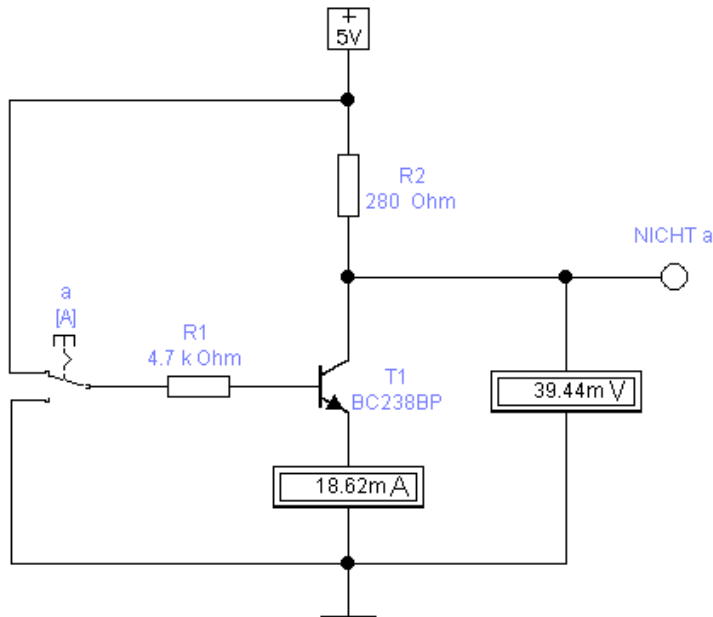 +
5V
R2
280 Ohm
NICHT a
a
[A]
R1
4.7 k Ohm
T1
BC238BP
39.44m V
18.62m A